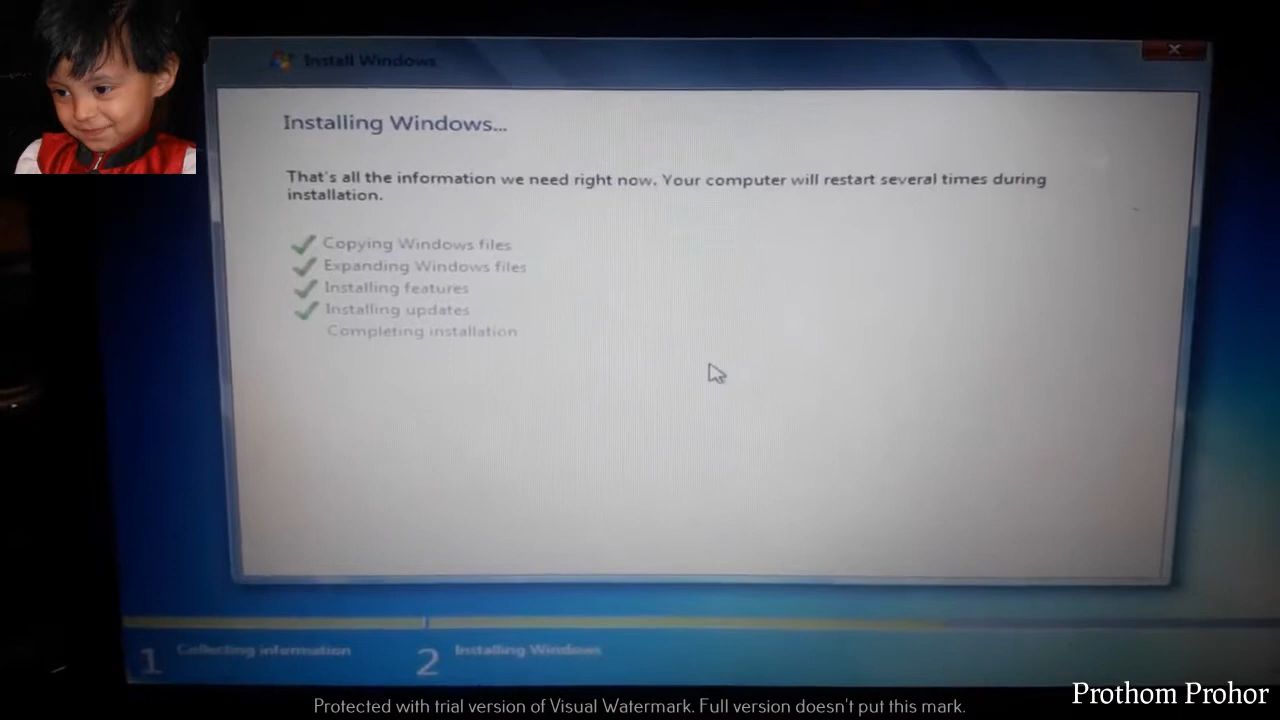 Install Windows
Installing Windows...
That's all the information we need right now. Your computer will restart several times during
installation.
Copying Windows files
Expanding Windows files
Installing features
Installing updates
Completing installation
1 Collecting information
2 Installing Windows
Prothom Prohor
Protected with trial version of Visual Watermark. Full version doesn't put this mark.